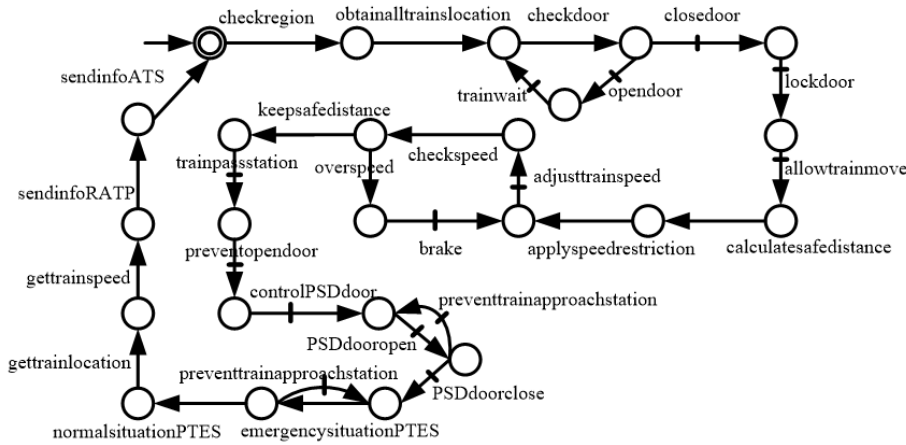 checkregion
obtainalltrainslocation
checkdoor
closedoor
sendinfoATS
trainwait
opendoor
lockdoor
keepsafedistance
trainpassstation
overspeed
checkspeed
adjusttrainspeed
allowtrainmove
sendinfoRATP
preventopendoor
brake
applyspeedrestriction
calculatesafedistance
gettrainspeed
controlPSDdoor
preventtrainapproachstation
PSDdooropen
gettrainlocation
preventtrainapproachstation
PSDdoorclose
normalsituationPTES
emergencysituationPTES